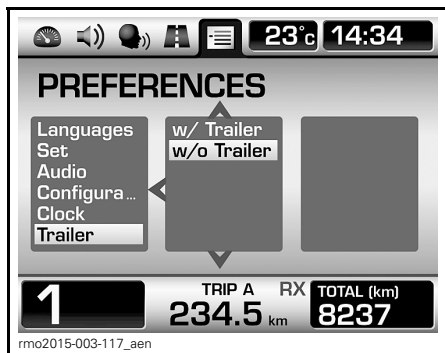 23°c 14:34
PREFERENCES
Languages
Set
Audio
Configura...
Clock
Trailer
w/ Trailer
w/o Trailer
1
TRIP A
234.5 km
RX
TOTAL (km)
8237
rmo2015-003-117_aen